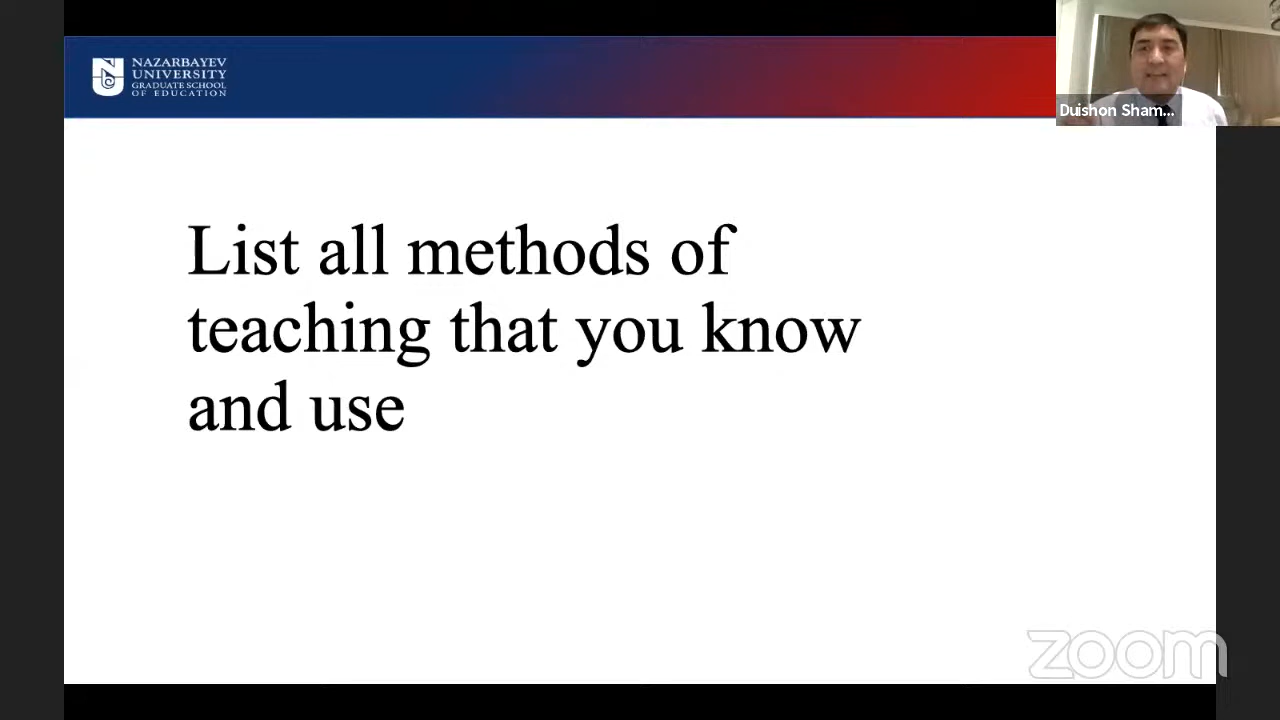 NAZARBAYEV
UNIVERSITY
GRADUATE SCHOOL
OF EDUCATION
Duishon Sham...
List all methods of
teaching that you know
and use
zoom